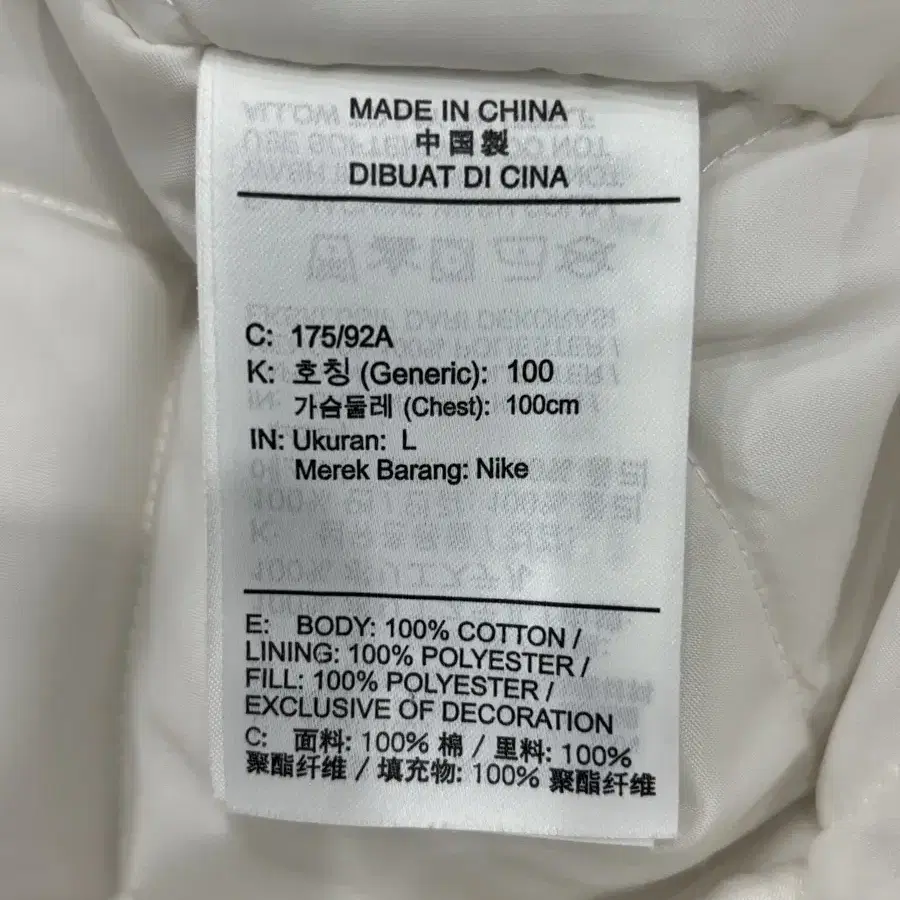 MADE IN CHINA
中国製
DIBUAT DI CINA
C: 175/92A
K: 호칭 (Generic): 100
가슴둘레 (Chest): 100cm
IN: Ukuran: L
Merek Barang: Nike
E: BODY: 100% COTTON /
LINING: 100% POLYESTER /
FILL: 100% POLYESTER /
EXCLUSIVE OF DECORATION
C: 面料: 100% 棉 / 里料: 100%
聚酯纤维 / 填充物: 100% 聚酯纤维